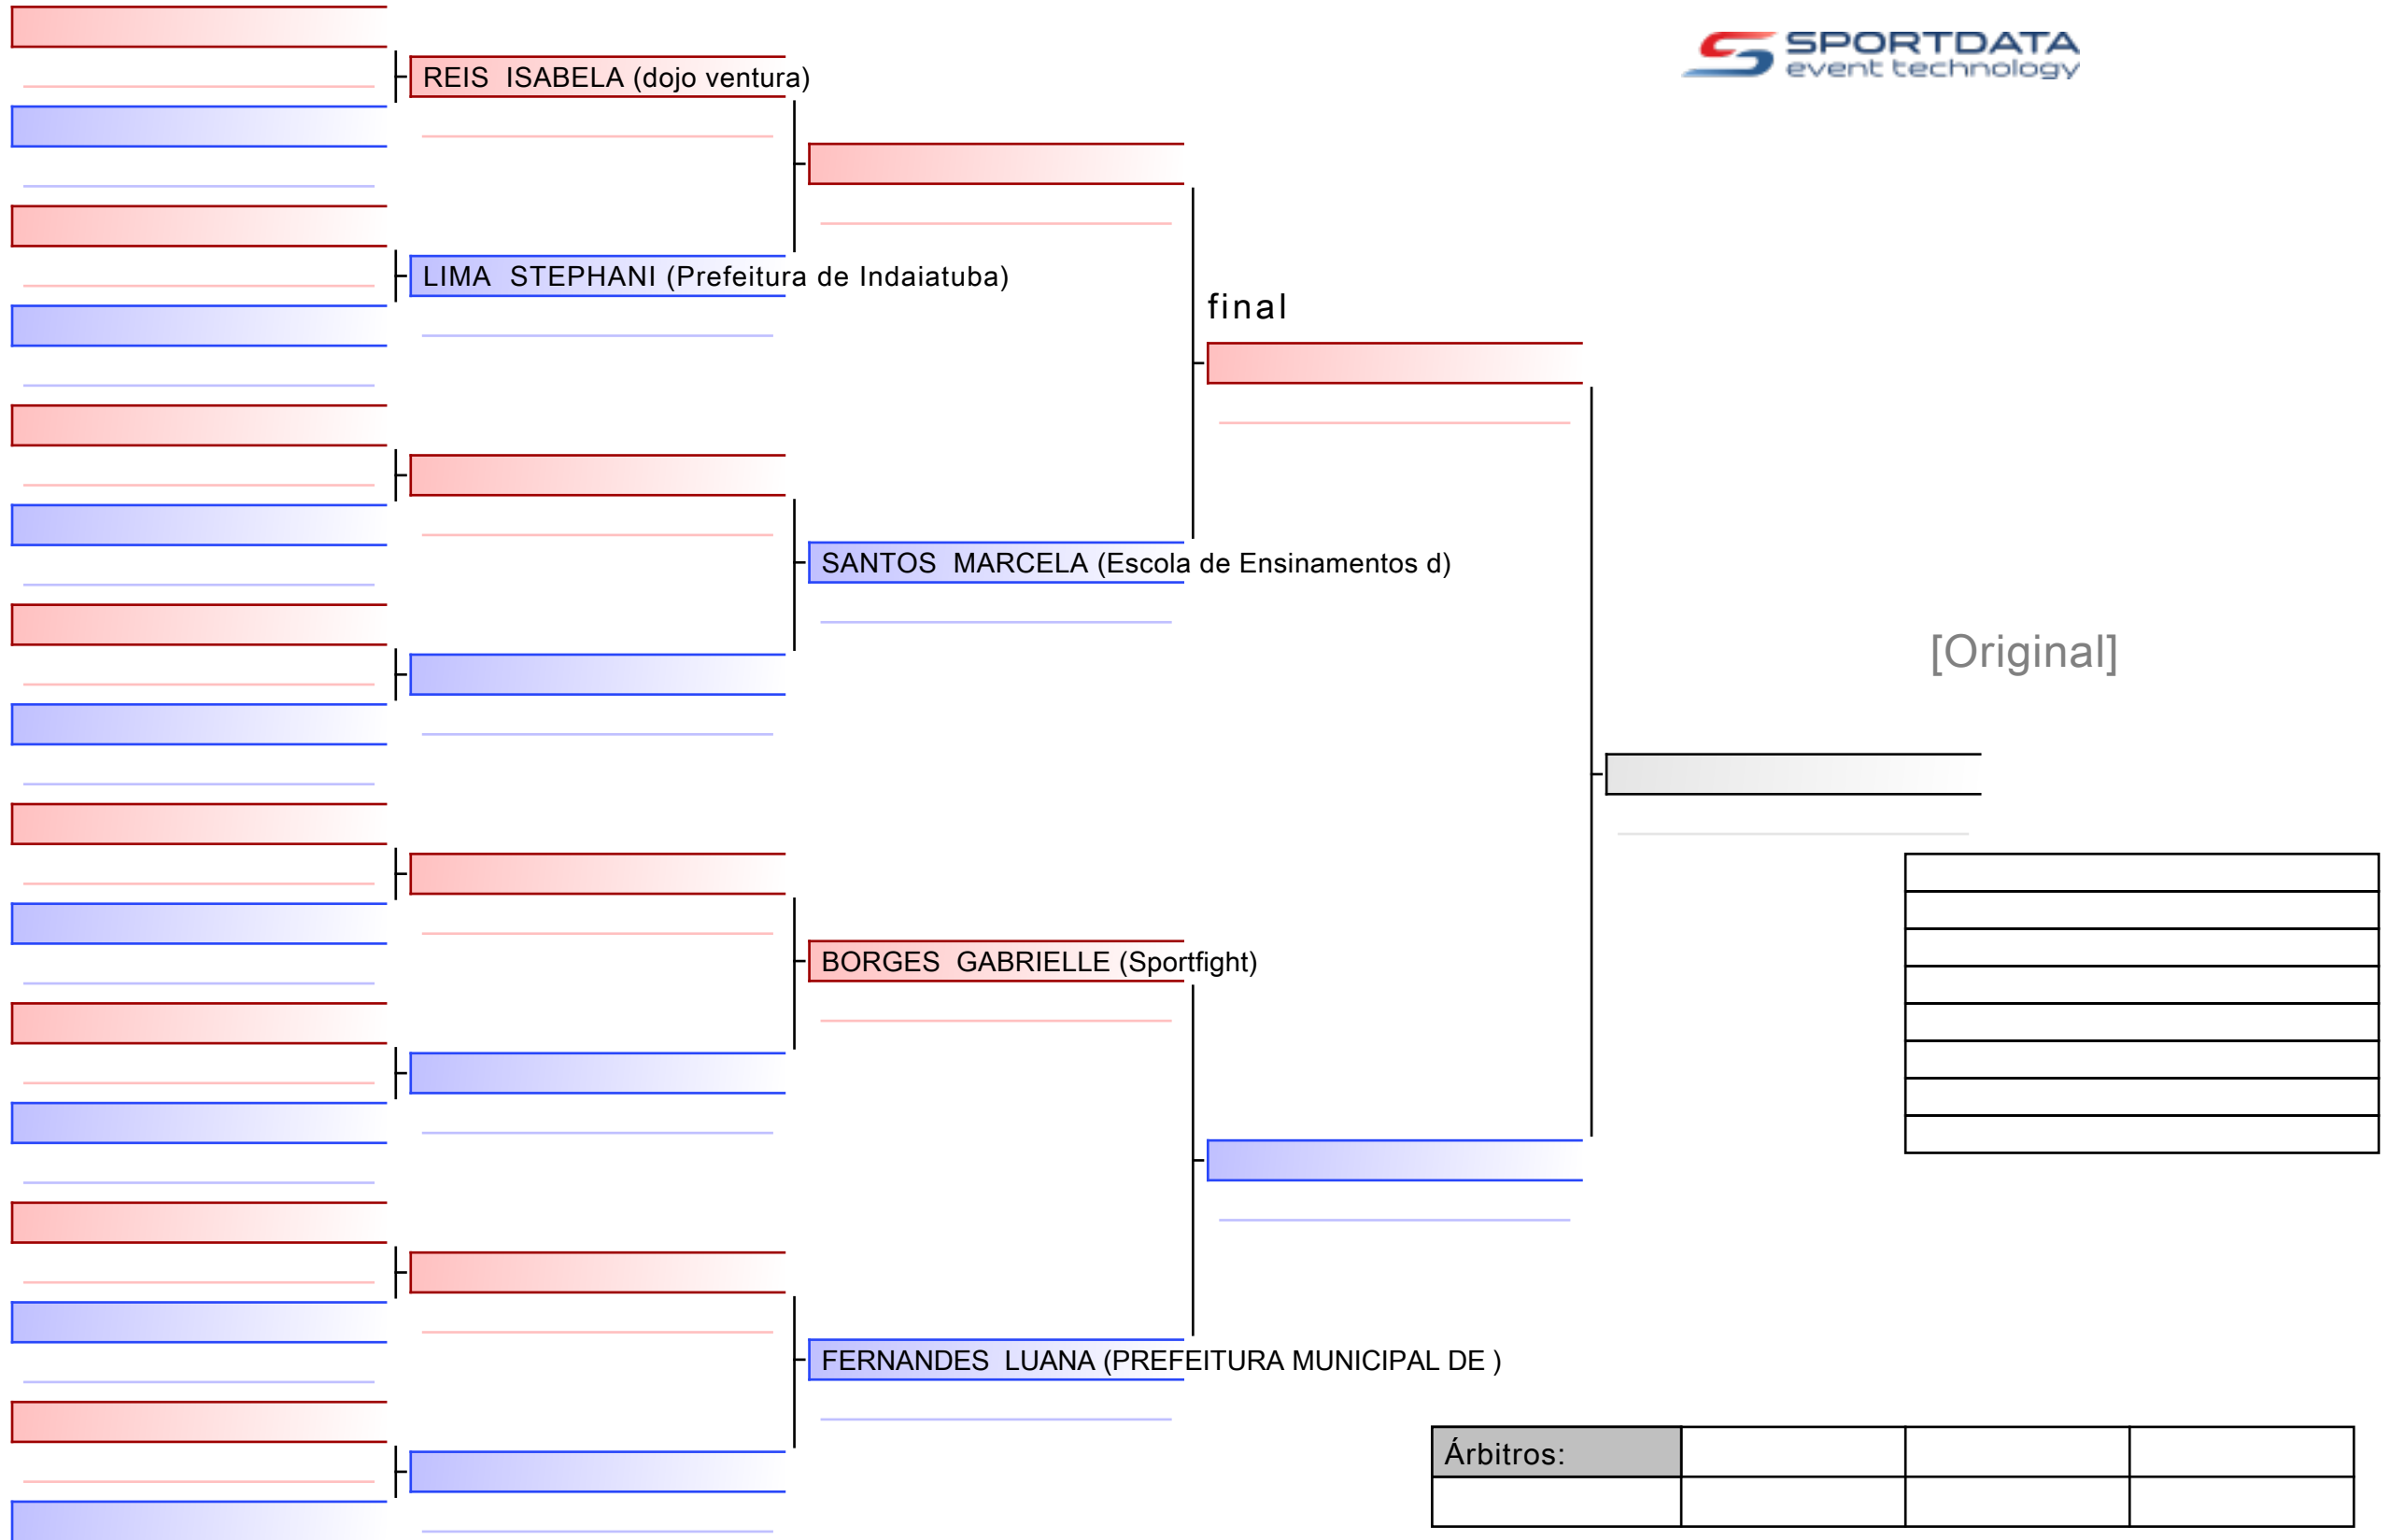 SPORTDATA
event technology
REIS ISABELA (dojo ventura)
LIMA STEPHANI (Prefeitura de Indaiatuba)
final
SANTOS MARCELA (Escola de Ensinamentos d)
[Original]
BORGES GABRIELLE (Sportfight)
FERNANDES LUANA (PREFEITURA MUNICIPAL DE )
Árbitros: